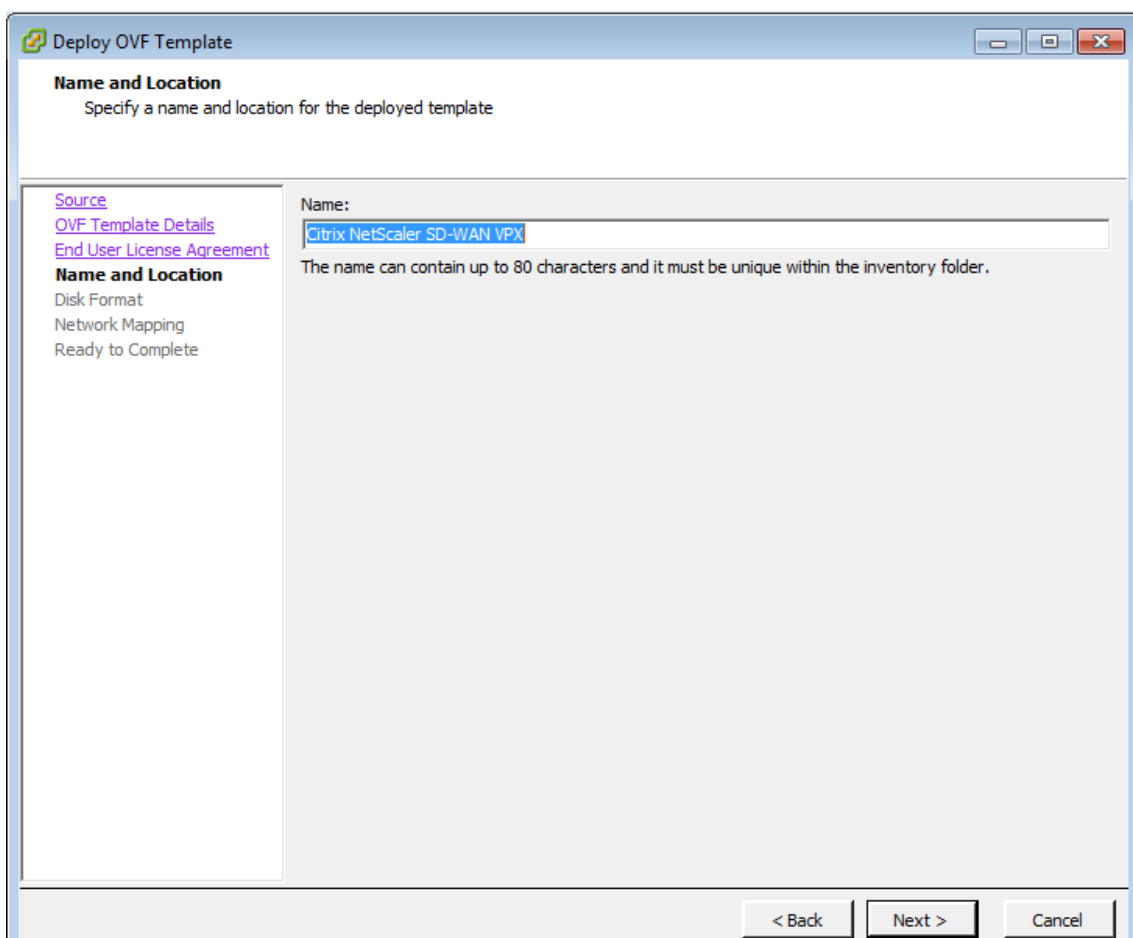 Deploy OVF Template
Name and Location
Specify a name and location for the deployed template
Source
OVF Template Details
End User License Agreement
Name and Location
Disk Format
Network Mapping
Ready to Complete
Name:
Citrix NetScaler SD-WAN VPX
The name can contain up to 80 characters and it must be unique within the inventory folder.
< Back Next > Cancel